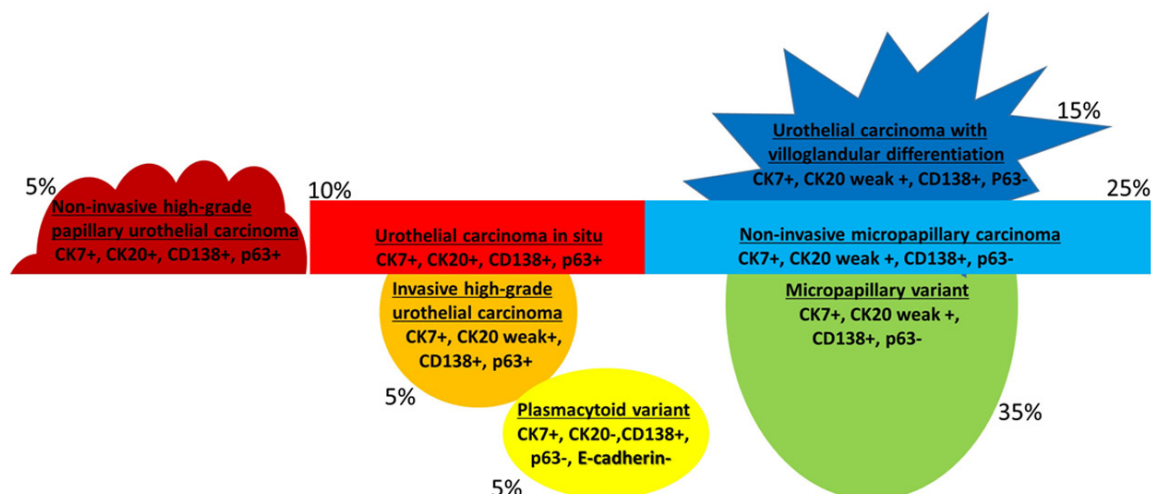 5%
Non-invasive high-grade
papillary urothelial carcinoma
CK7+, CK20+, CD138+, p63+
10%
Urothelial carcinoma in situ
CK7+, CK20+, CD138+, p63+
Invasive high-grade
urothelial carcinoma
CK7+, CK20 weak+,
CD138+, p63+
5%
Plasmacytoid variant
CK7+, CK20-,CD138+,
p63-, E-cadherin-
5%
15%
Urothelial carcinoma with
villoglandular differentiation
CK7+, CK20 weak +, CD138+, P63-
25%
Non-invasive micropapillary carcinoma
CK7+, CK20 weak +, CD138+, p63-
Micropapillary variant
CK7+, CK20 weak +,
CD138+, p63-
35%